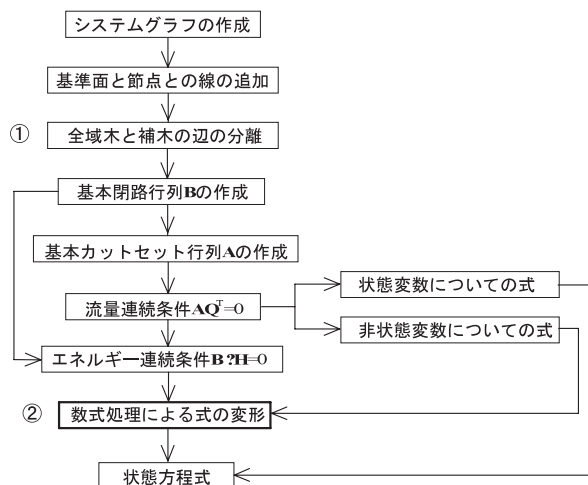 システムグラフの作成
基準面と節点との線の追加
①
全域木と補木の辺の分離
基本閉路行列Bの作成
基本カットセット行列Aの作成
流量連続条件AQᵀ=0
状態変数についての式
非状態変数についての式
エネルギー連続条件B ?H=0
②
数式処理による式の変形
状態方程式